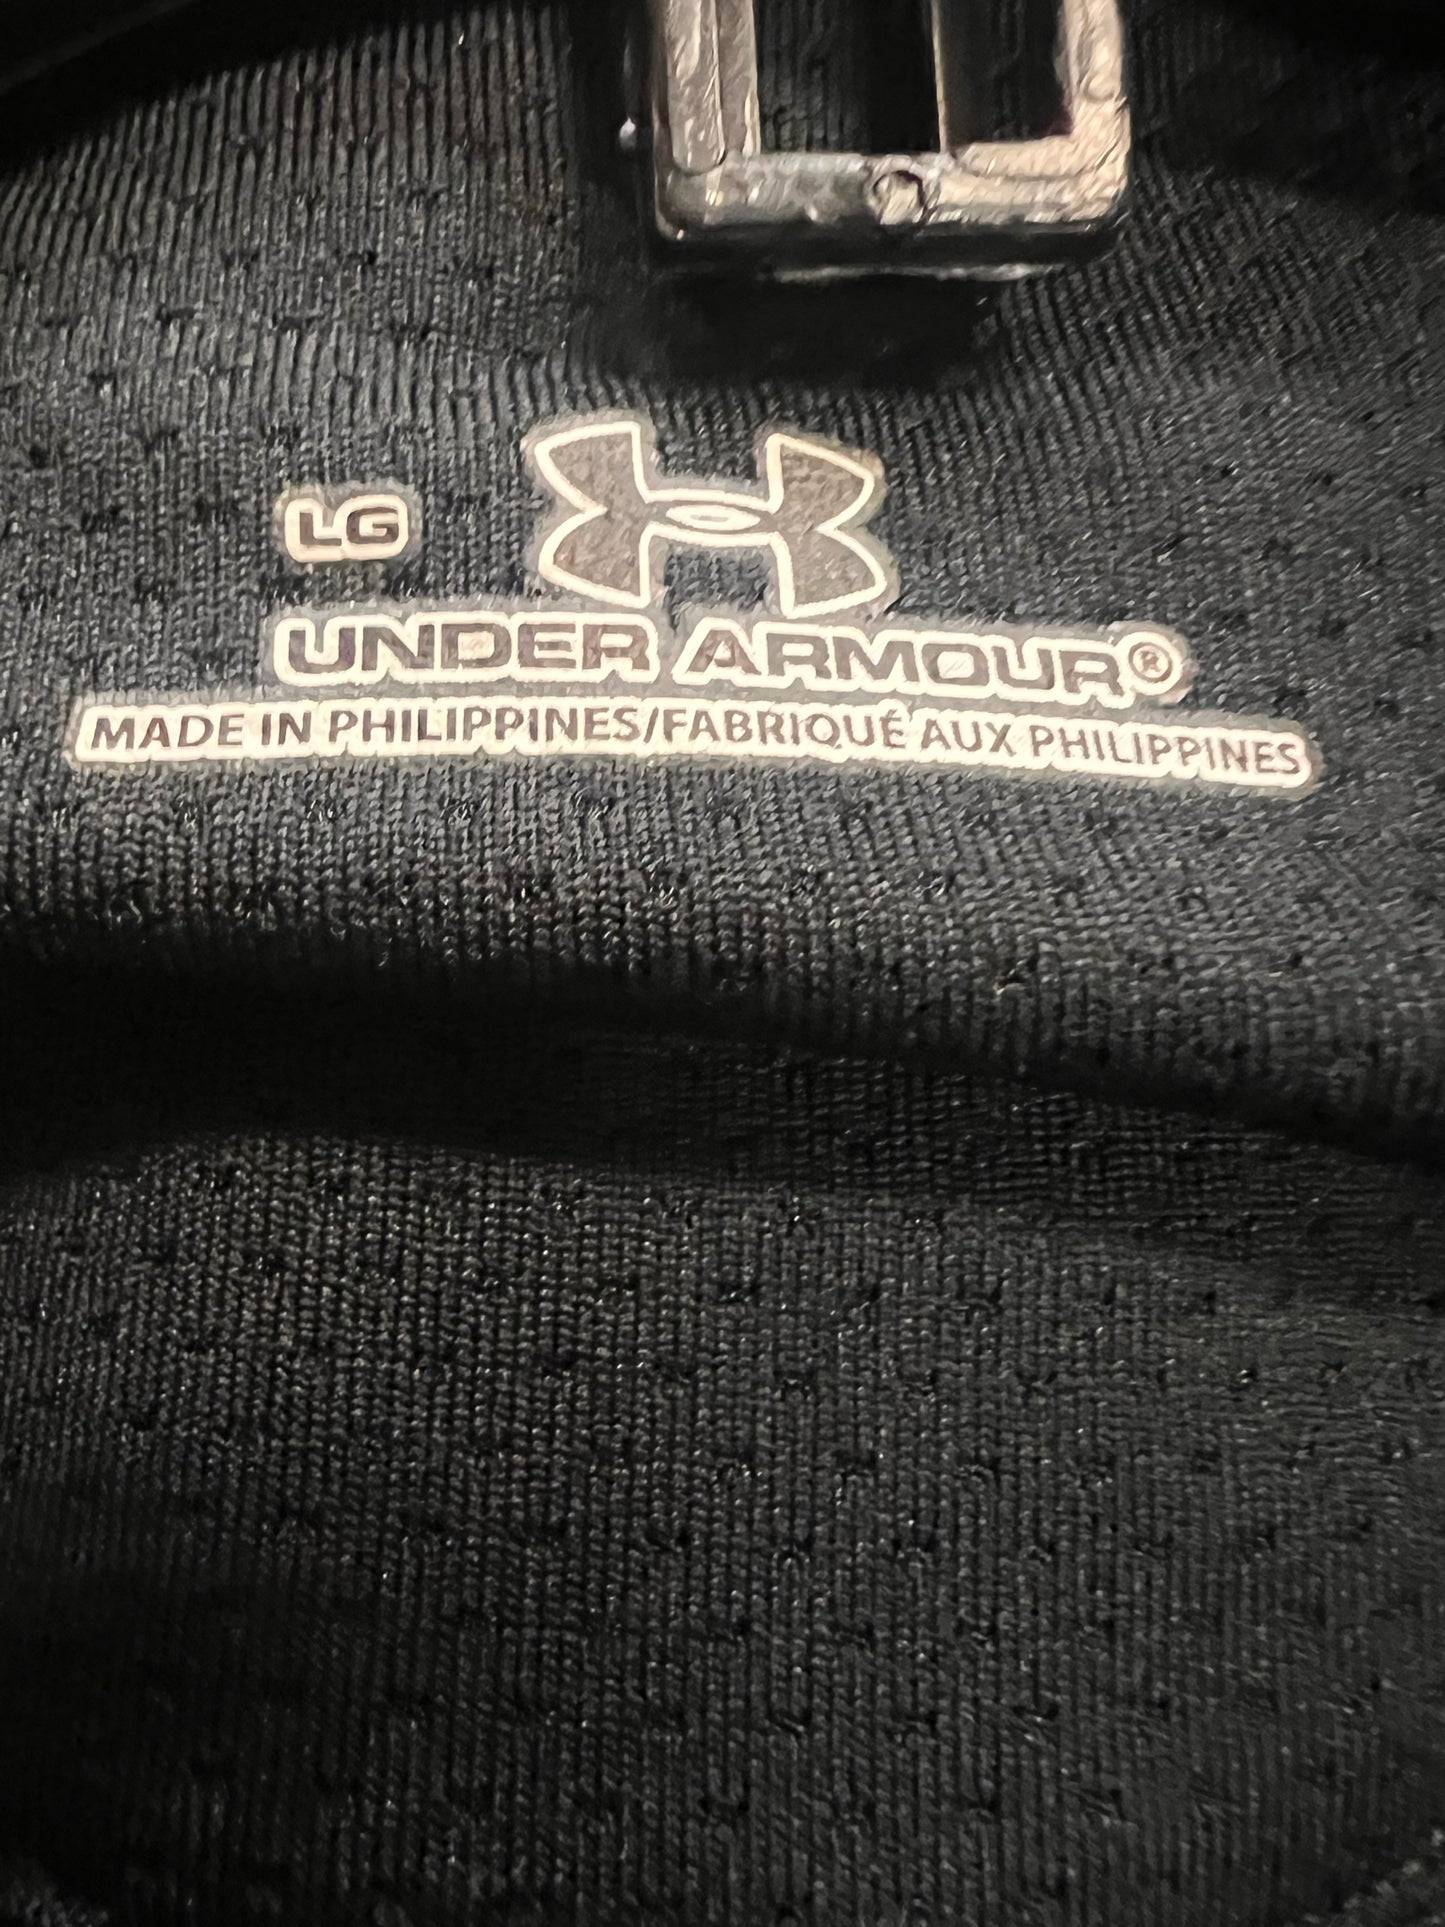 LG
UNDER ARMOUR®
MADE IN PHILIPPINES/FABRIQUÉ AUX PHILIPPINES